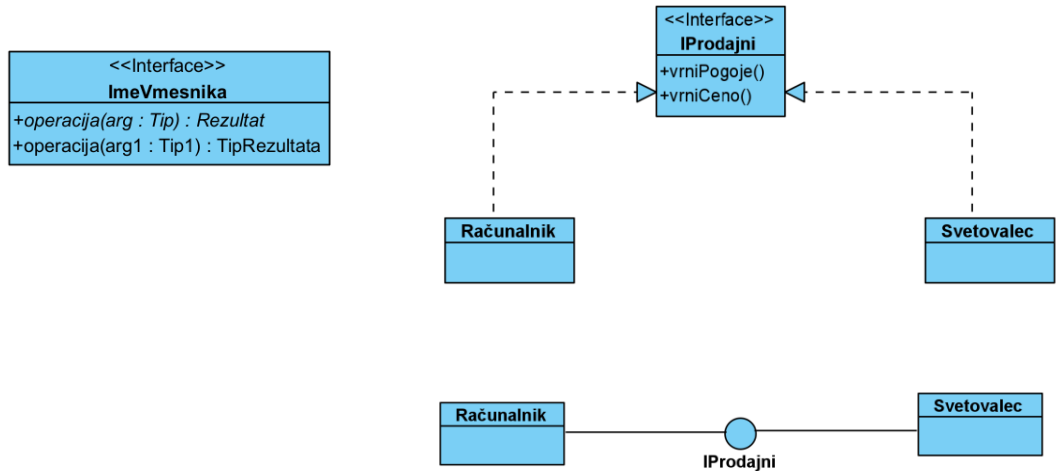 <<Interface>>
ImeVmesnika
+operacija(arg : Tip) : Rezultat
+operacija(arg1 : Tip1) : TipRezultata
<<Interface>>
IProdajni
+vrniPogoje()
+vrniCeno()
Računalnik
Svetovalec
Računalnik
Svetovalec
IProdajni